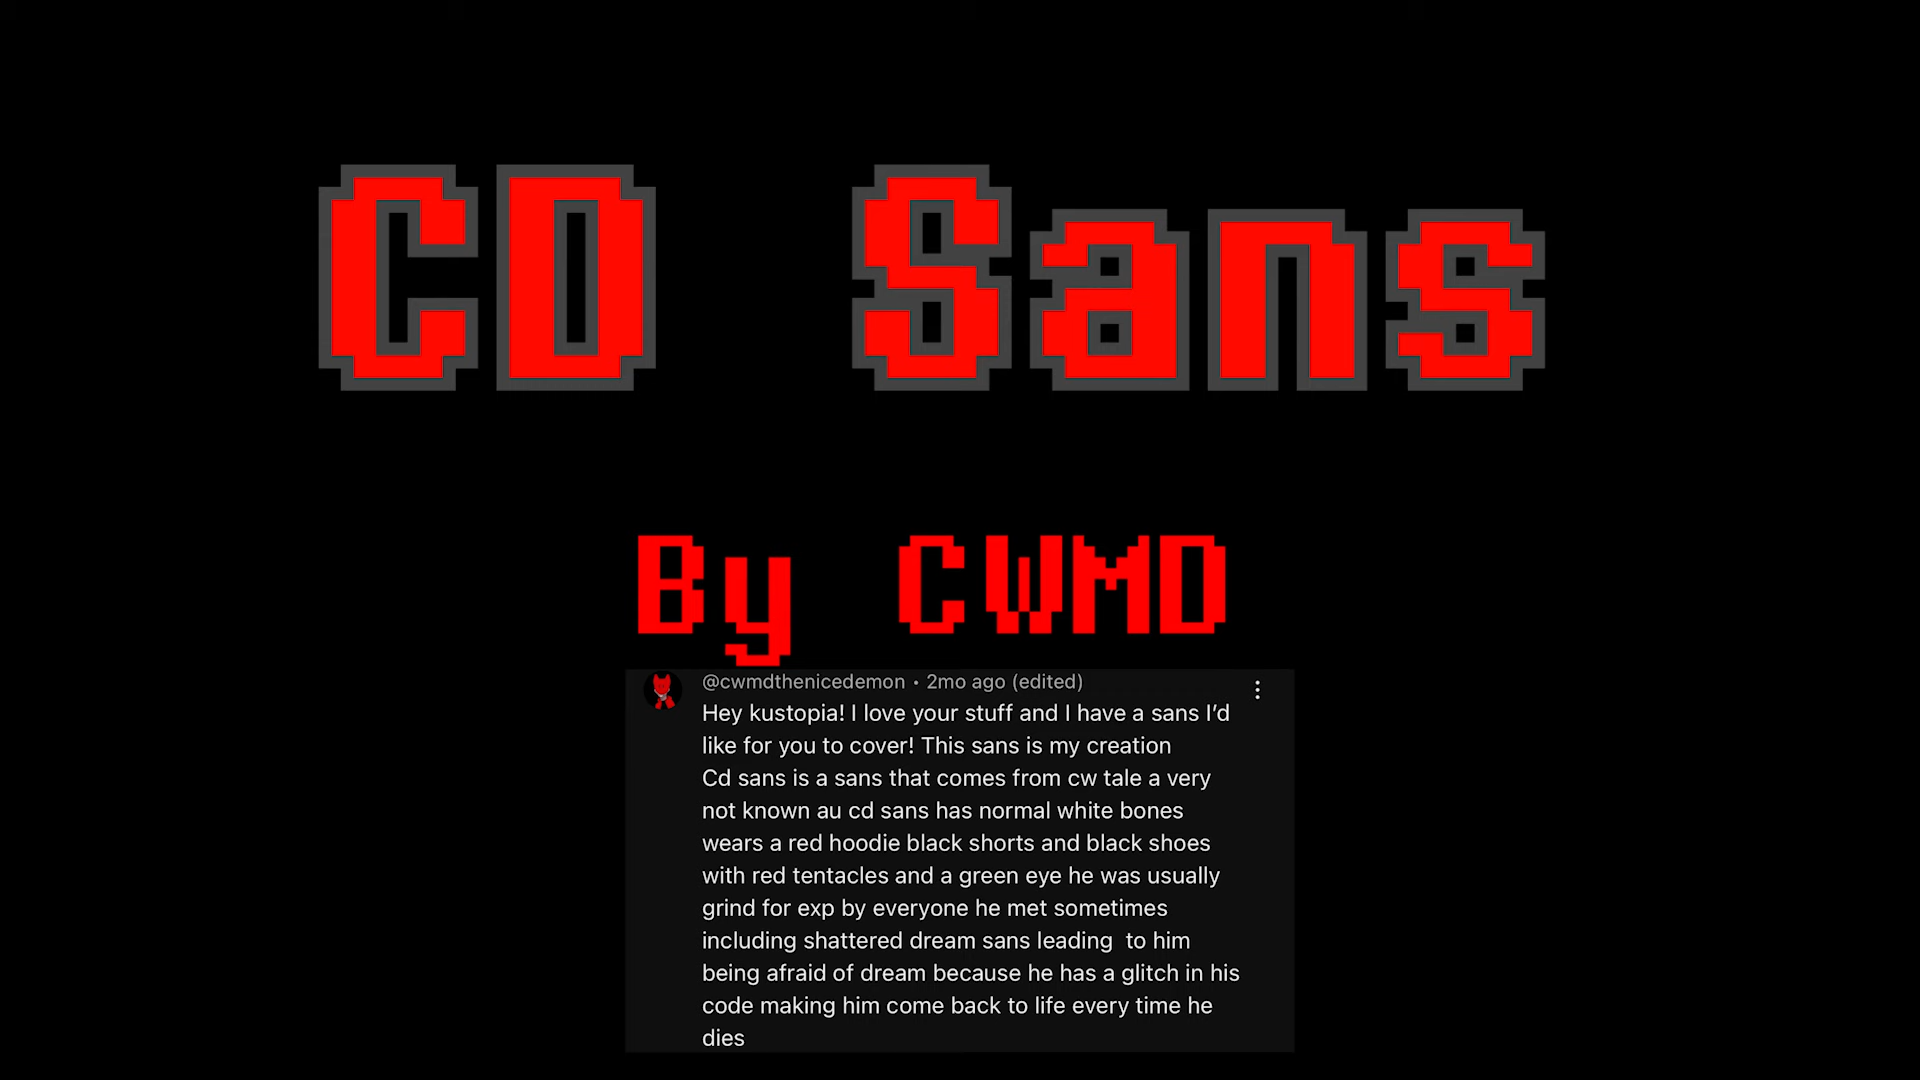 CD Sans
By CWMD
@cwmdthenicedemon • 2mo ago (edited)
Hey kustopia! I love your stuff and I have a sans I’d
like for you to cover! This sans is my creation
Cd sans is a sans that comes from cw tale a very
not known au cd sans has normal white bones
wears a red hoodie black shorts and black shoes
with red tentacles and a green eye he was usually
grind for exp by everyone he met sometimes
including shattered dream sans leading  to him
being afraid of dream because he has a glitch in his
code making him come back to life every time he
dies